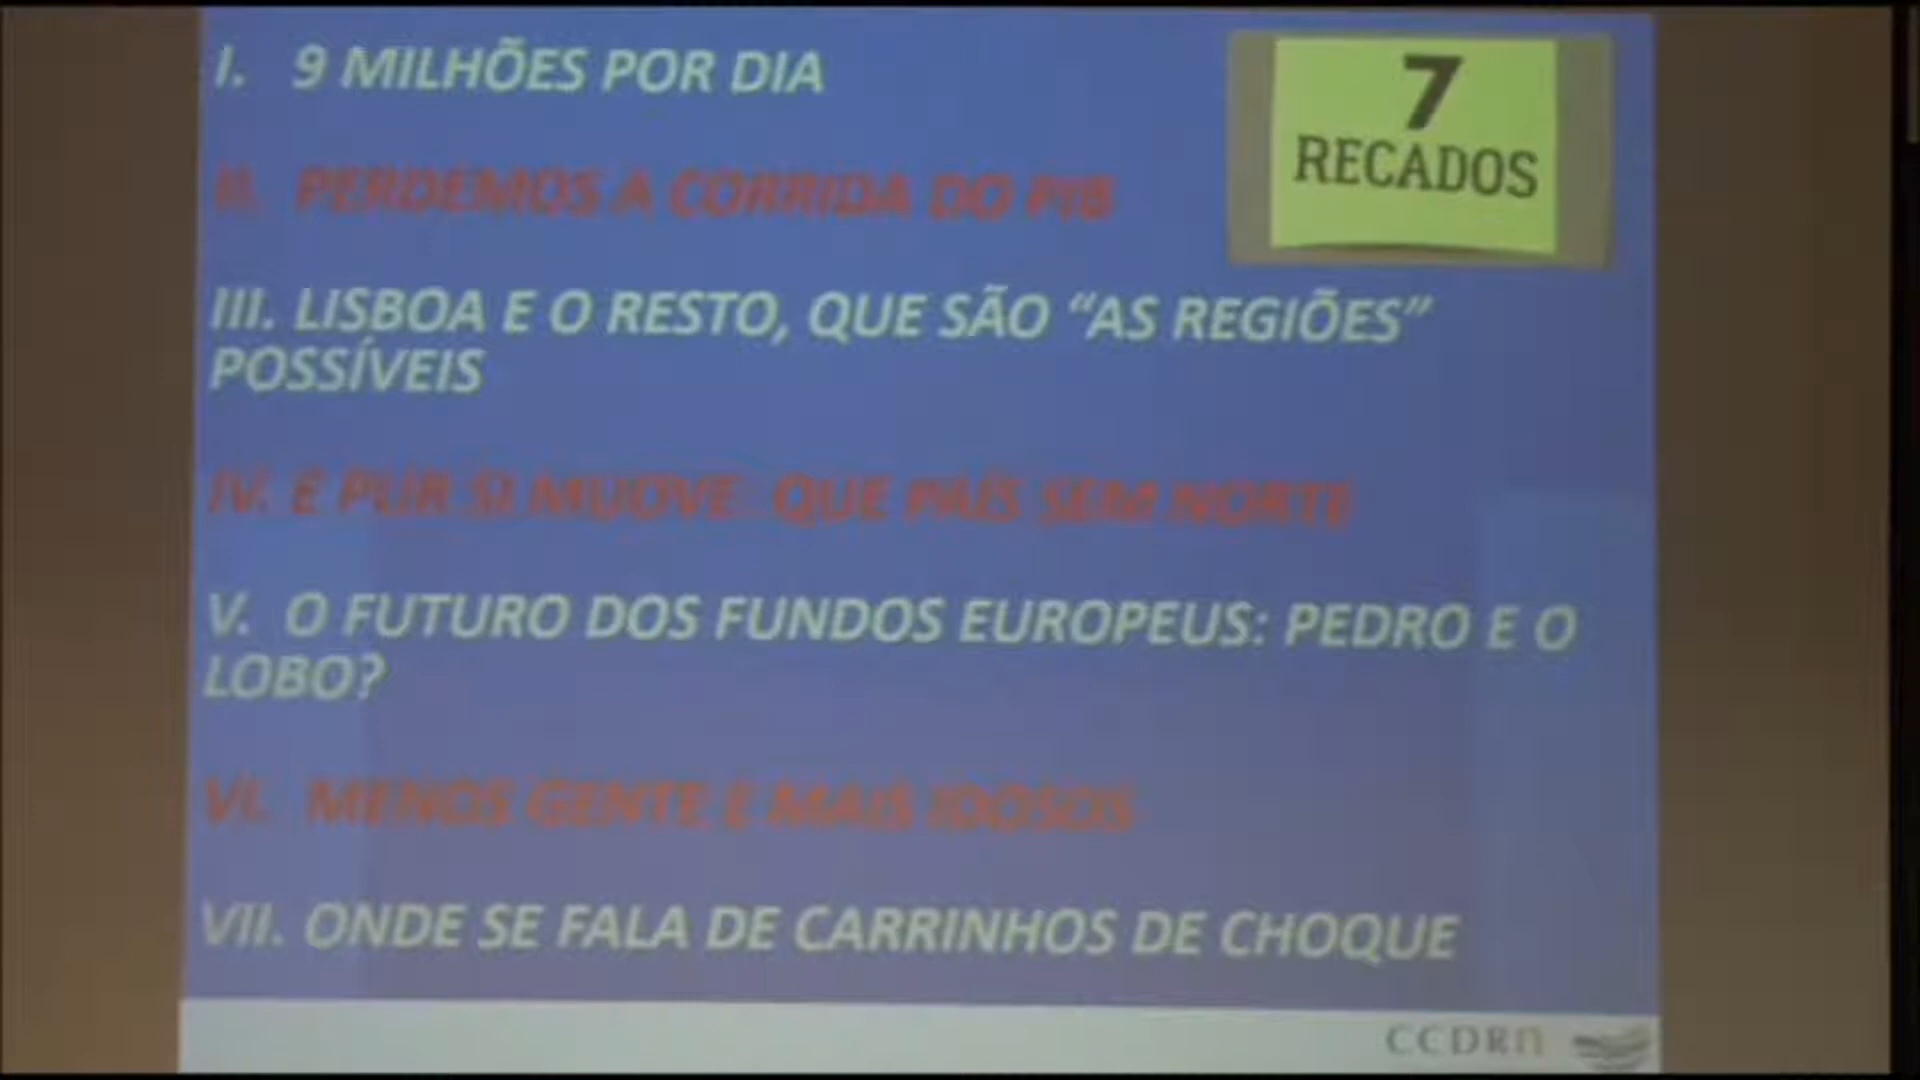 I. 9 MILHÕES POR DIA
7
RECADOS
II. PERDEMOS A CORRIDA DO PIB
III. LISBOA E O RESTO, QUE SÃO “AS REGIÕES”
POSSÍVEIS
IV. E PUR SI MUOVE: QUE PAÍS SEM NORTE
V. O FUTURO DOS FUNDOS EUROPEUS: PEDRO E O
LOBO?
VI. MENOS GENTE E MAIS IDOSOS
VII. ONDE SE FALA DE CARRINHOS DE CHOQUE
CCDRn